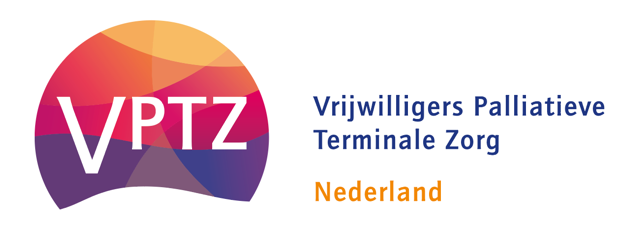 VPTZ
Vrijwilligers Palliatieve
Terminale Zorg
Nederland